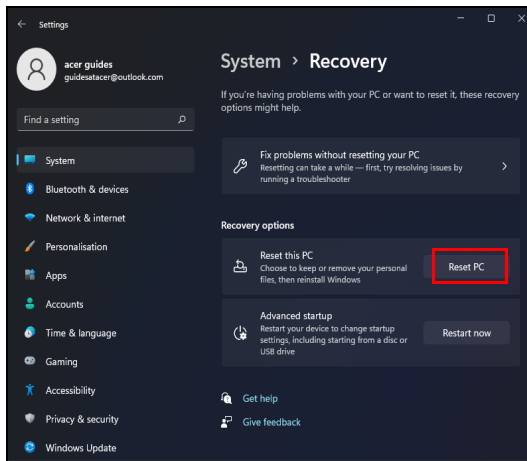 Settings
acer guides
guidesatacer@outlook.com
Find a setting
System
Bluetooth & devices
Network & internet
Personalisation
Apps
Accounts
Time & language
Gaming
Accessibility
Privacy & security
Windows Update
System > Recovery
If you're having problems with your PC or want to reset it, these recovery
options might help.
Fix problems without resetting your PC
Resetting can take a while — first, try resolving issues by
running a troubleshooter
Recovery options
Reset this PC
Choose to keep or remove your personal
files, then reinstall Windows
Reset PC
Advanced startup
Restart your device to change startup
settings, including starting from a disc or
USB drive
Restart now
Get help
Give feedback